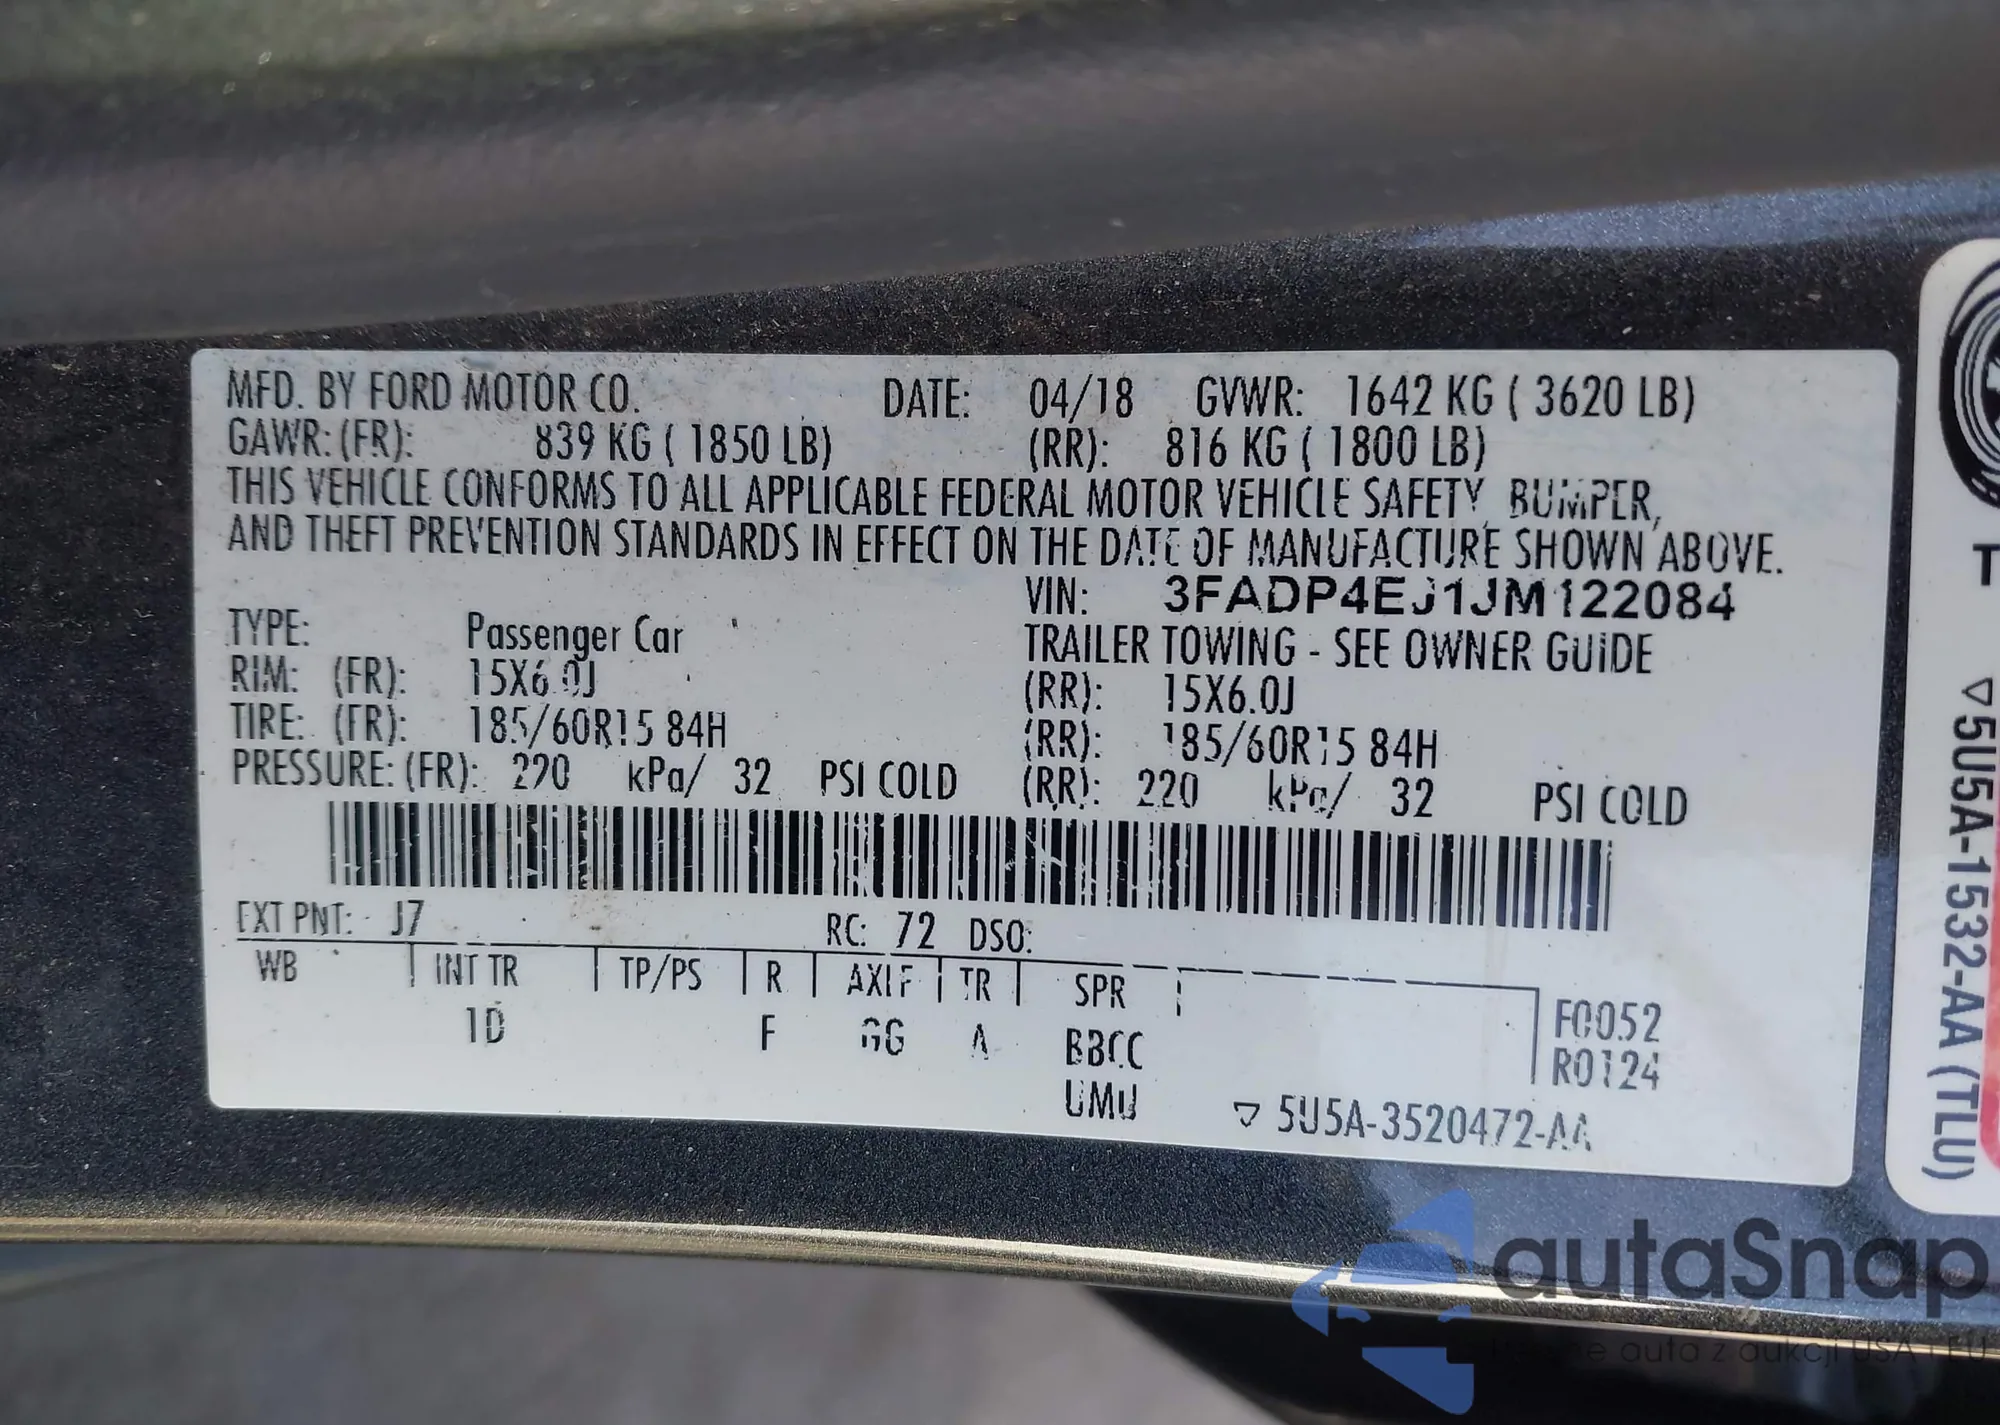 MFD. BY FORD MOTOR CO. DATE: 04/18 GVWR: 1642 KG ( 3620 LB)
GAWR: (FR): 839 KG ( 1850 LB) (RR): 816 KG ( 1800 LB)
THIS VEHICLE CONFORMS TO ALL APPLICABLE FEDERAL MOTOR VEHICLE SAFETY, BUMPER,
AND THEFT PREVENTION STANDARDS IN EFFECT ON THE DATE OF MANUFACTURE SHOWN ABOVE.
VIN: 3FADP4EJ1JM122084
TYPE: Passenger Car TRAILER TOWING - SEE OWNER GUIDE
RIM: (FR): 15X6.0J (RR): 15X6.0J
TIRE: (FR): 185/60R15 84H (RR): 185/60R15 84H
PRESSURE: (FR): 220 kPa/ 32 PSI COLD (RR): 220 kPa/ 32 PSI COLD
EXT PNT: J7 RC: 72 DSO:
WB INT TR TP/PS R AXLE TR SPR
1D F GG A BBCC F0052
R0124
UMU ▽ 5U5A-3520472-AA
T ▽5U5A-1532-AA (TLU)
autaSnap
auta z aukcji USA i EU